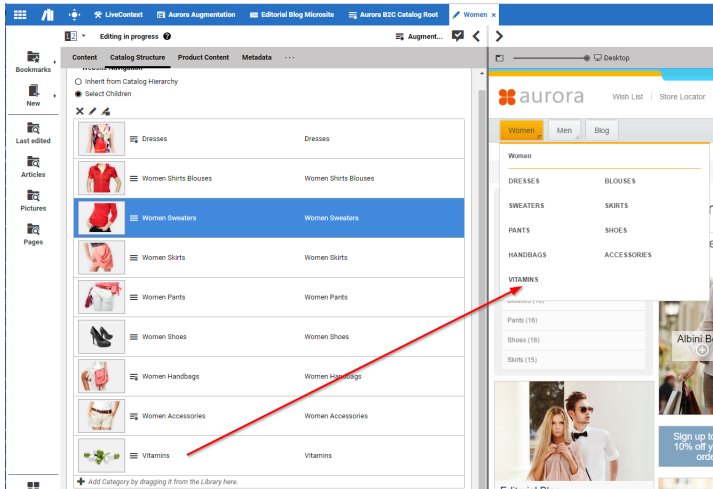 LiveContext
Aurora Augmentation
Editorial Blog Microsite
Aurora B2C Catalog Root
Women ×
Editing in progress
Augment...
Bookmarks
New
Last edited
Articles
Pictures
Pages
Content Catalog Structure Product Content Metadata ...
Website Navigation
Inherit from Catalog Hierarchy
Select Children
Dresses Dresses
Women Shirts Blouses Women Shirts Blouses
Women Sweaters Women Sweaters
Women Skirts Women Skirts
Women Pants Women Pants
Women Shoes Women Shoes
Women Handbags Women Handbags
Women Accessories Women Accessories
Vitamins Vitamins
Add Category by dragging it from the Library here.
Desktop
aurora
Wish List
Store Locator
Women
Men
Blog
Women
DRESSES BLOUSES
SWEATERS SKIRTS
PANTS SHOES
HANDBAGS ACCESSORIES
VITAMINS
Pants (16)
Shoes (16)
Skirts (15)
Albini B
Sign up to
10% off y
orde